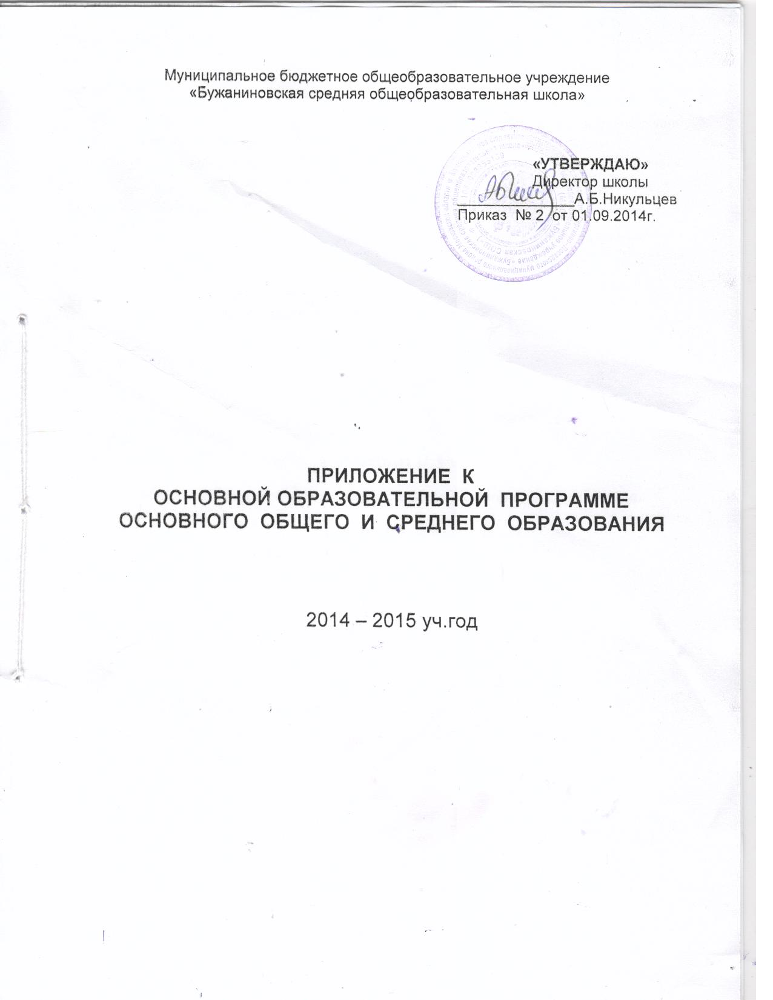 Муниципальное бюджетное общеобразовательное учреждение
«Бужаниновская средняя общеобразовательная школа»
«УТВЕРЖДАЮ»
Директор школы
______________А.Б.Никульцев
Приказ № 2 от 01.09.2014г.
ПРИЛОЖЕНИЕ К
ОСНОВНОЙ ОБРАЗОВАТЕЛЬНОЙ ПРОГРАММЕ
ОСНОВНОГО ОБЩЕГО И СРЕДНЕГО ОБРАЗОВАНИЯ
2014 – 2015 уч.год